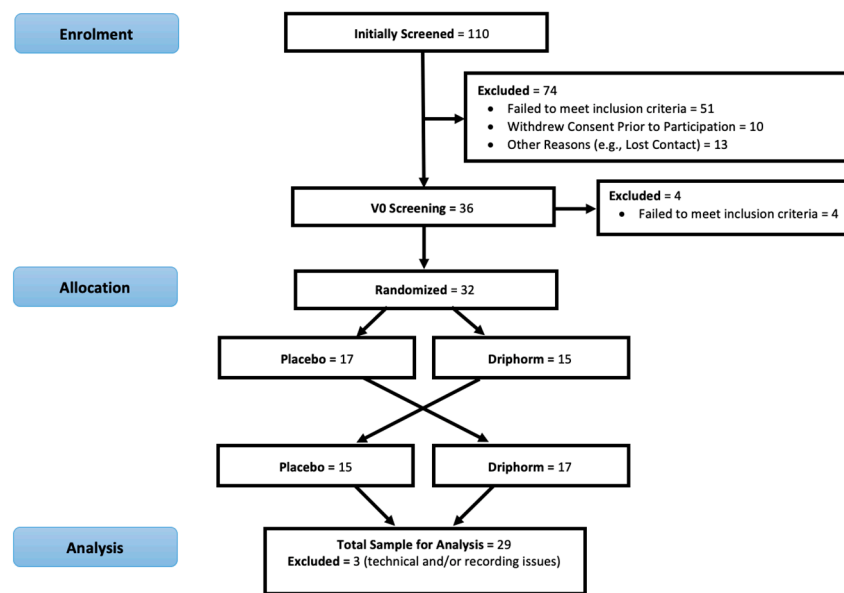 Enrolment
Initially Screened = 110
Excluded = 74
• Failed to meet inclusion criteria = 51
• Withdrew Consent Prior to Participation = 10
• Other Reasons (e.g., Lost Contact) = 13
V0 Screening = 36
Excluded = 4
• Failed to meet inclusion criteria = 4
Allocation
Randomized = 32
Placebo = 17
Driphorm = 15
Placebo = 15
Driphorm = 17
Analysis
Total Sample for Analysis = 29
Excluded = 3 (technical and/or recording issues)